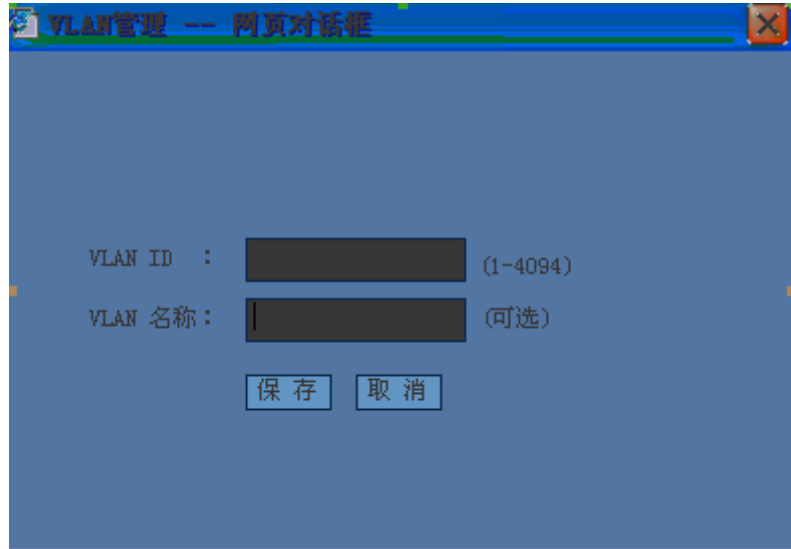 VLAN管理 -- 网页对话框
VLAN ID : (1-4094)
VLAN 名称： (可选)
保 存 取 消